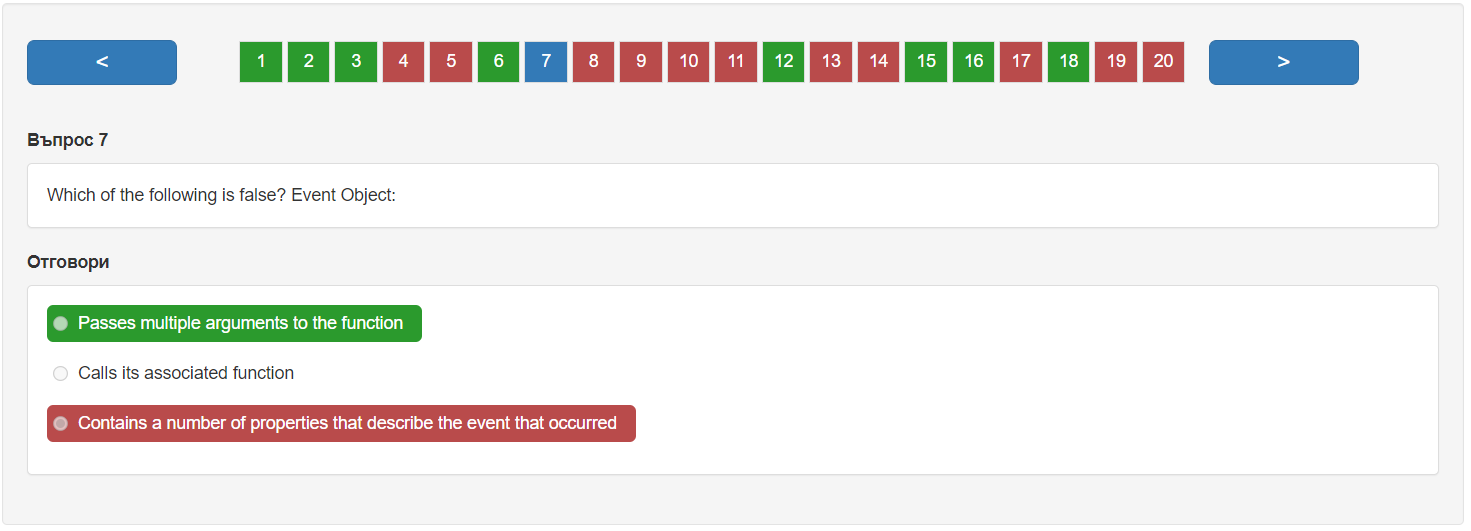 < 1 2 3 4 5 6 7 8 9 10 11 12 13 14 15 16 17 18 19 20 >
Въпрос 7
Which of the following is false? Event Object:
Отговори
Passes multiple arguments to the function
Calls its associated function
Contains a number of properties that describe the event that occurred